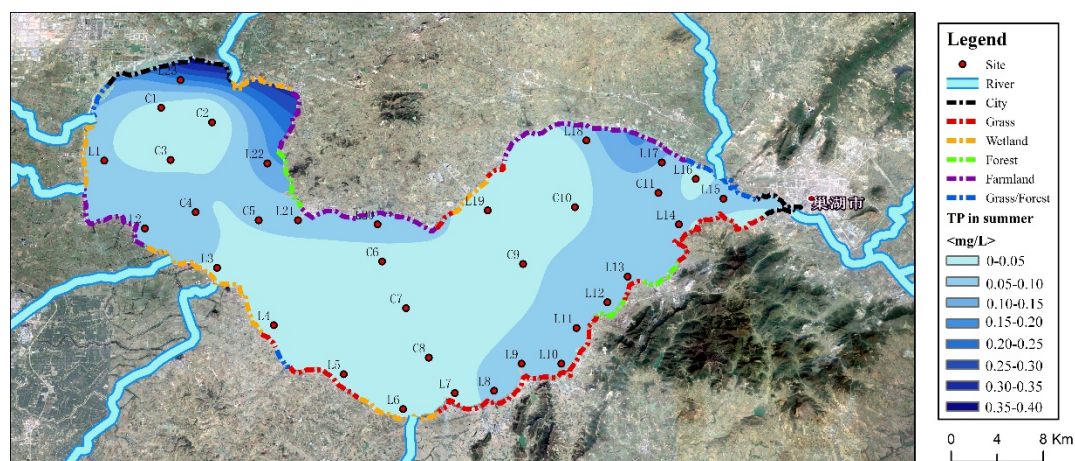 L23
C1
C2
L1
C3
L22
C4
C5
L21
L2
L20
L3
C6
C7
L4
L5
C8
L6
L7
L8
L9
L10
L11
L12
L13
C9
C10
L19
L18
L17
L16
C11
L15
L14
巢湖市
Legend
Site
River
City
Grass
Wetland
Forest
Farmland
Grass/Forest
TP in summer
<mg/L>
0-0.05
0.05-0.10
0.10-0.15
0.15-0.20
0.20-0.25
0.25-0.30
0.30-0.35
0.35-0.40
0 4 8 Km